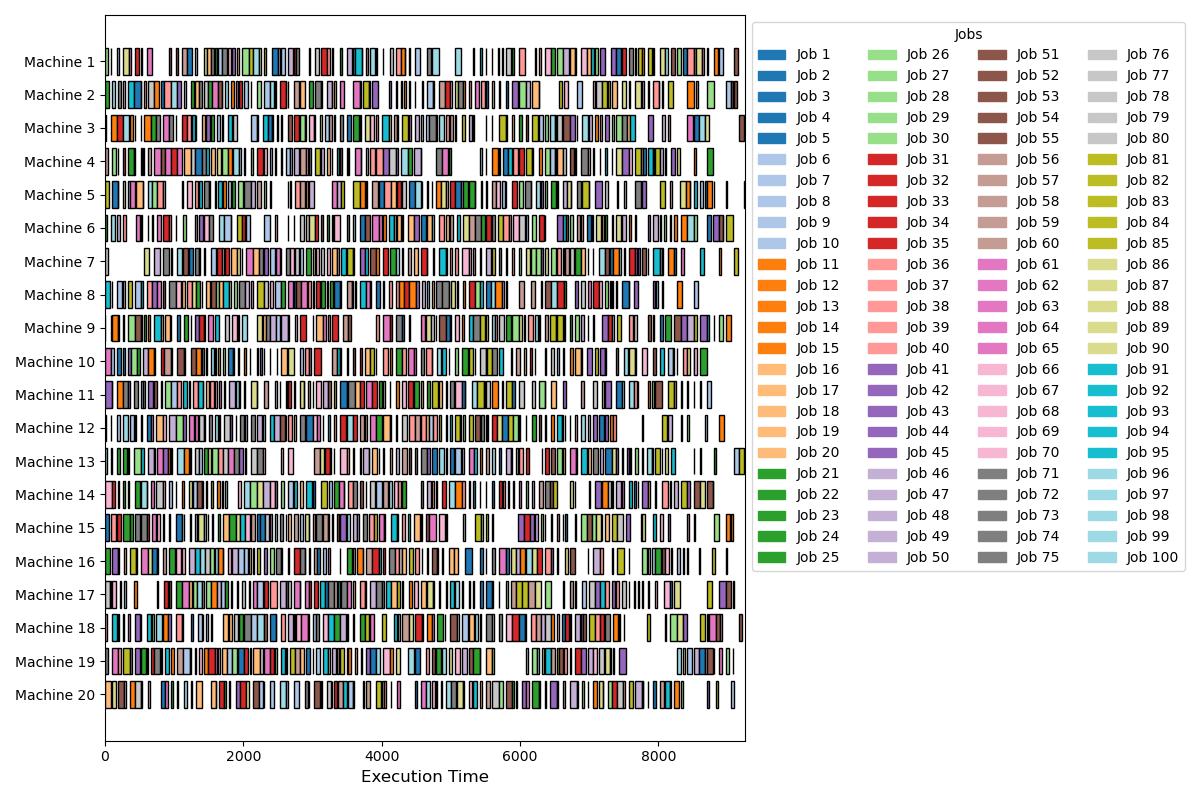 Jobs
Machine 1
Machine 2
Machine 3
Machine 4
Machine 5
Machine 6
Machine 7
Machine 8
Machine 9
Machine 10
Machine 11
Machine 12
Machine 13
Machine 14
Machine 15
Machine 16
Machine 17
Machine 18
Machine 19
Machine 20
0 2000 4000 6000 8000
Execution Time
Job 1 Job 26 Job 51 Job 76
Job 2 Job 27 Job 52 Job 77
Job 3 Job 28 Job 53 Job 78
Job 4 Job 29 Job 54 Job 79
Job 5 Job 30 Job 55 Job 80
Job 6 Job 31 Job 56 Job 81
Job 7 Job 32 Job 57 Job 82
Job 8 Job 33 Job 58 Job 83
Job 9 Job 34 Job 59 Job 84
Job 10 Job 35 Job 60 Job 85
Job 11 Job 36 Job 61 Job 86
Job 12 Job 37 Job 62 Job 87
Job 13 Job 38 Job 63 Job 88
Job 14 Job 39 Job 64 Job 89
Job 15 Job 40 Job 65 Job 90
Job 16 Job 41 Job 66 Job 91
Job 17 Job 42 Job 67 Job 92
Job 18 Job 43 Job 68 Job 93
Job 19 Job 44 Job 69 Job 94
Job 20 Job 45 Job 70 Job 95
Job 21 Job 46 Job 71 Job 96
Job 22 Job 47 Job 72 Job 97
Job 23 Job 48 Job 73 Job 98
Job 24 Job 49 Job 74 Job 99
Job 25 Job 50 Job 75 Job 100